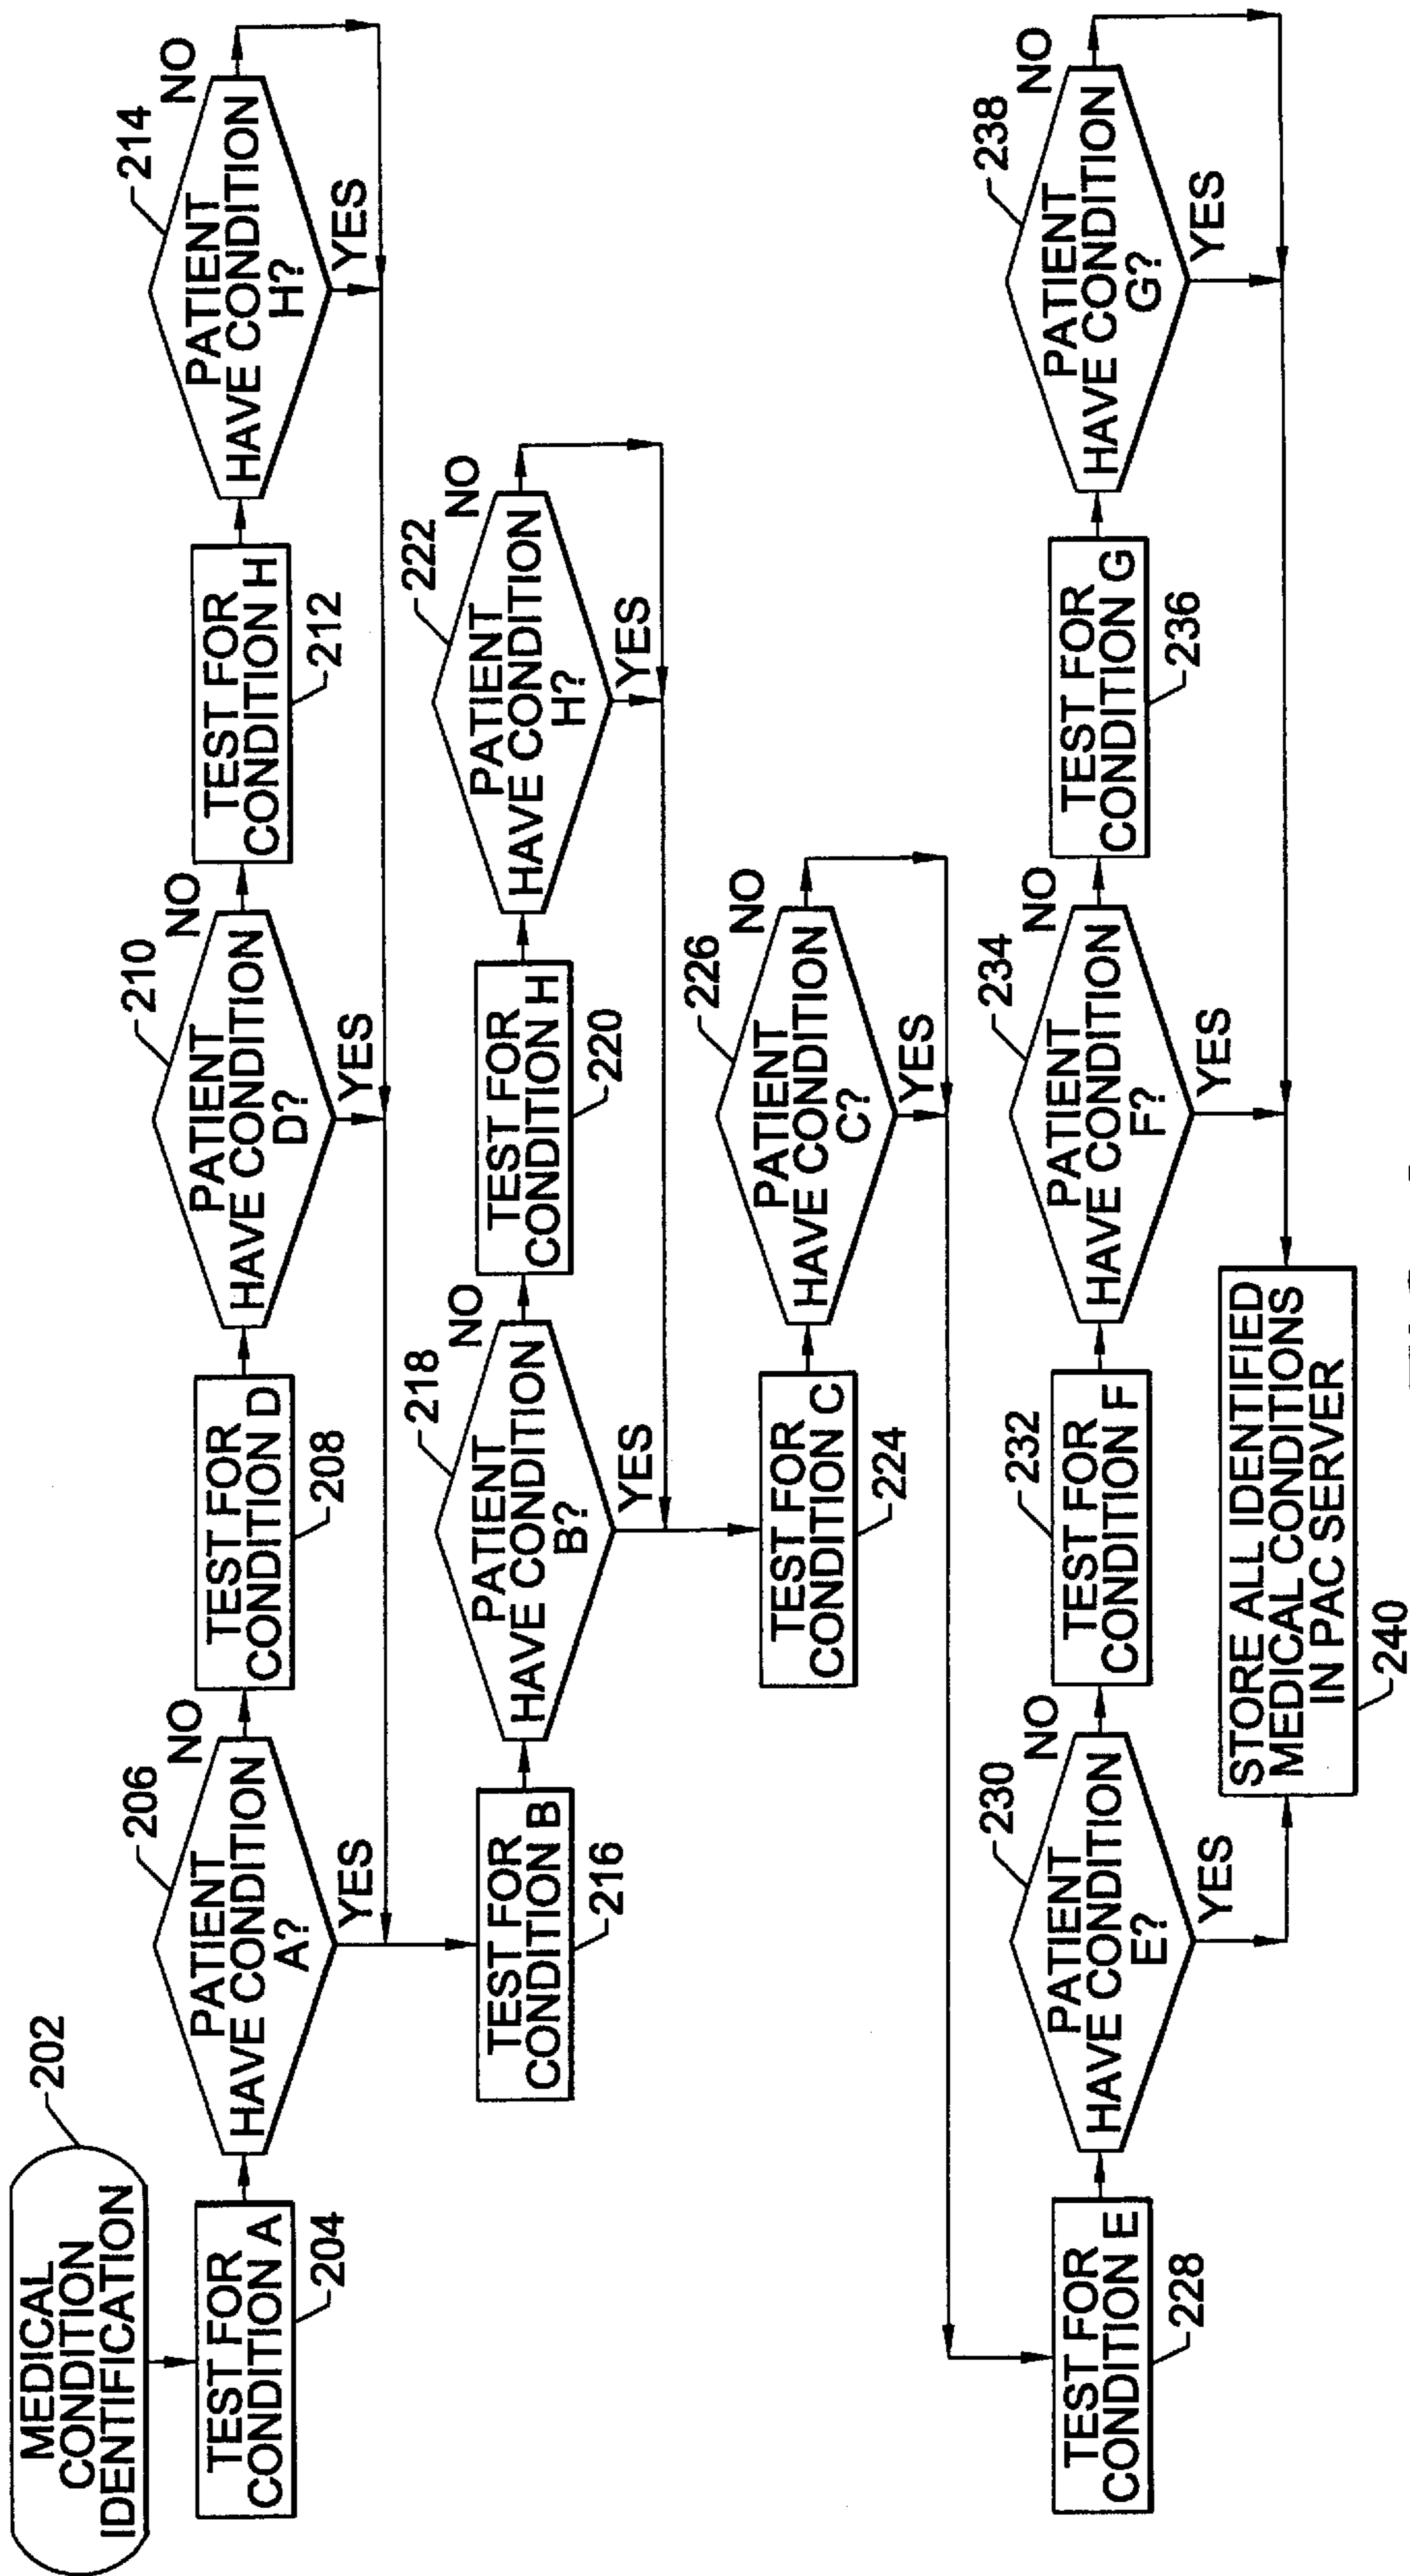 MEDICAL
CONDITION
IDENTIFICATION
202
TEST FOR
CONDITION A
204
PATIENT
HAVE CONDITION
A?
206
NO
YES
TEST FOR
CONDITION D
208
PATIENT
HAVE CONDITION
D?
210
NO
YES
TEST FOR
CONDITION H
212
PATIENT
HAVE CONDITION
H?
214
NO
YES
TEST FOR
CONDITION B
216
PATIENT
HAVE CONDITION
B?
218
NO
YES
TEST FOR
CONDITION H
220
PATIENT
HAVE CONDITION
H?
222
NO
YES
TEST FOR
CONDITION C
224
PATIENT
HAVE CONDITION
C?
226
NO
YES
TEST FOR
CONDITION E
228
PATIENT
HAVE CONDITION
E?
230
NO
YES
TEST FOR
CONDITION F
232
PATIENT
HAVE CONDITION
F?
234
NO
YES
TEST FOR
CONDITION G
236
PATIENT
HAVE CONDITION
G?
238
NO
YES
STORE ALL IDENTIFIED
MEDICAL CONDITIONS
IN PAC SERVER
240